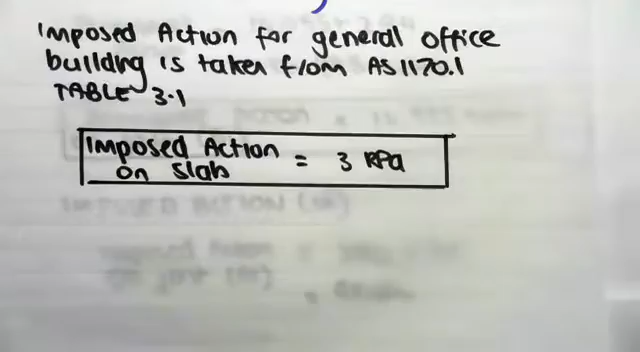 Imposed Action for general office
building is taken from AS1170.1
TABLE 3.1
Imposed Action
on slab = 3 kPa